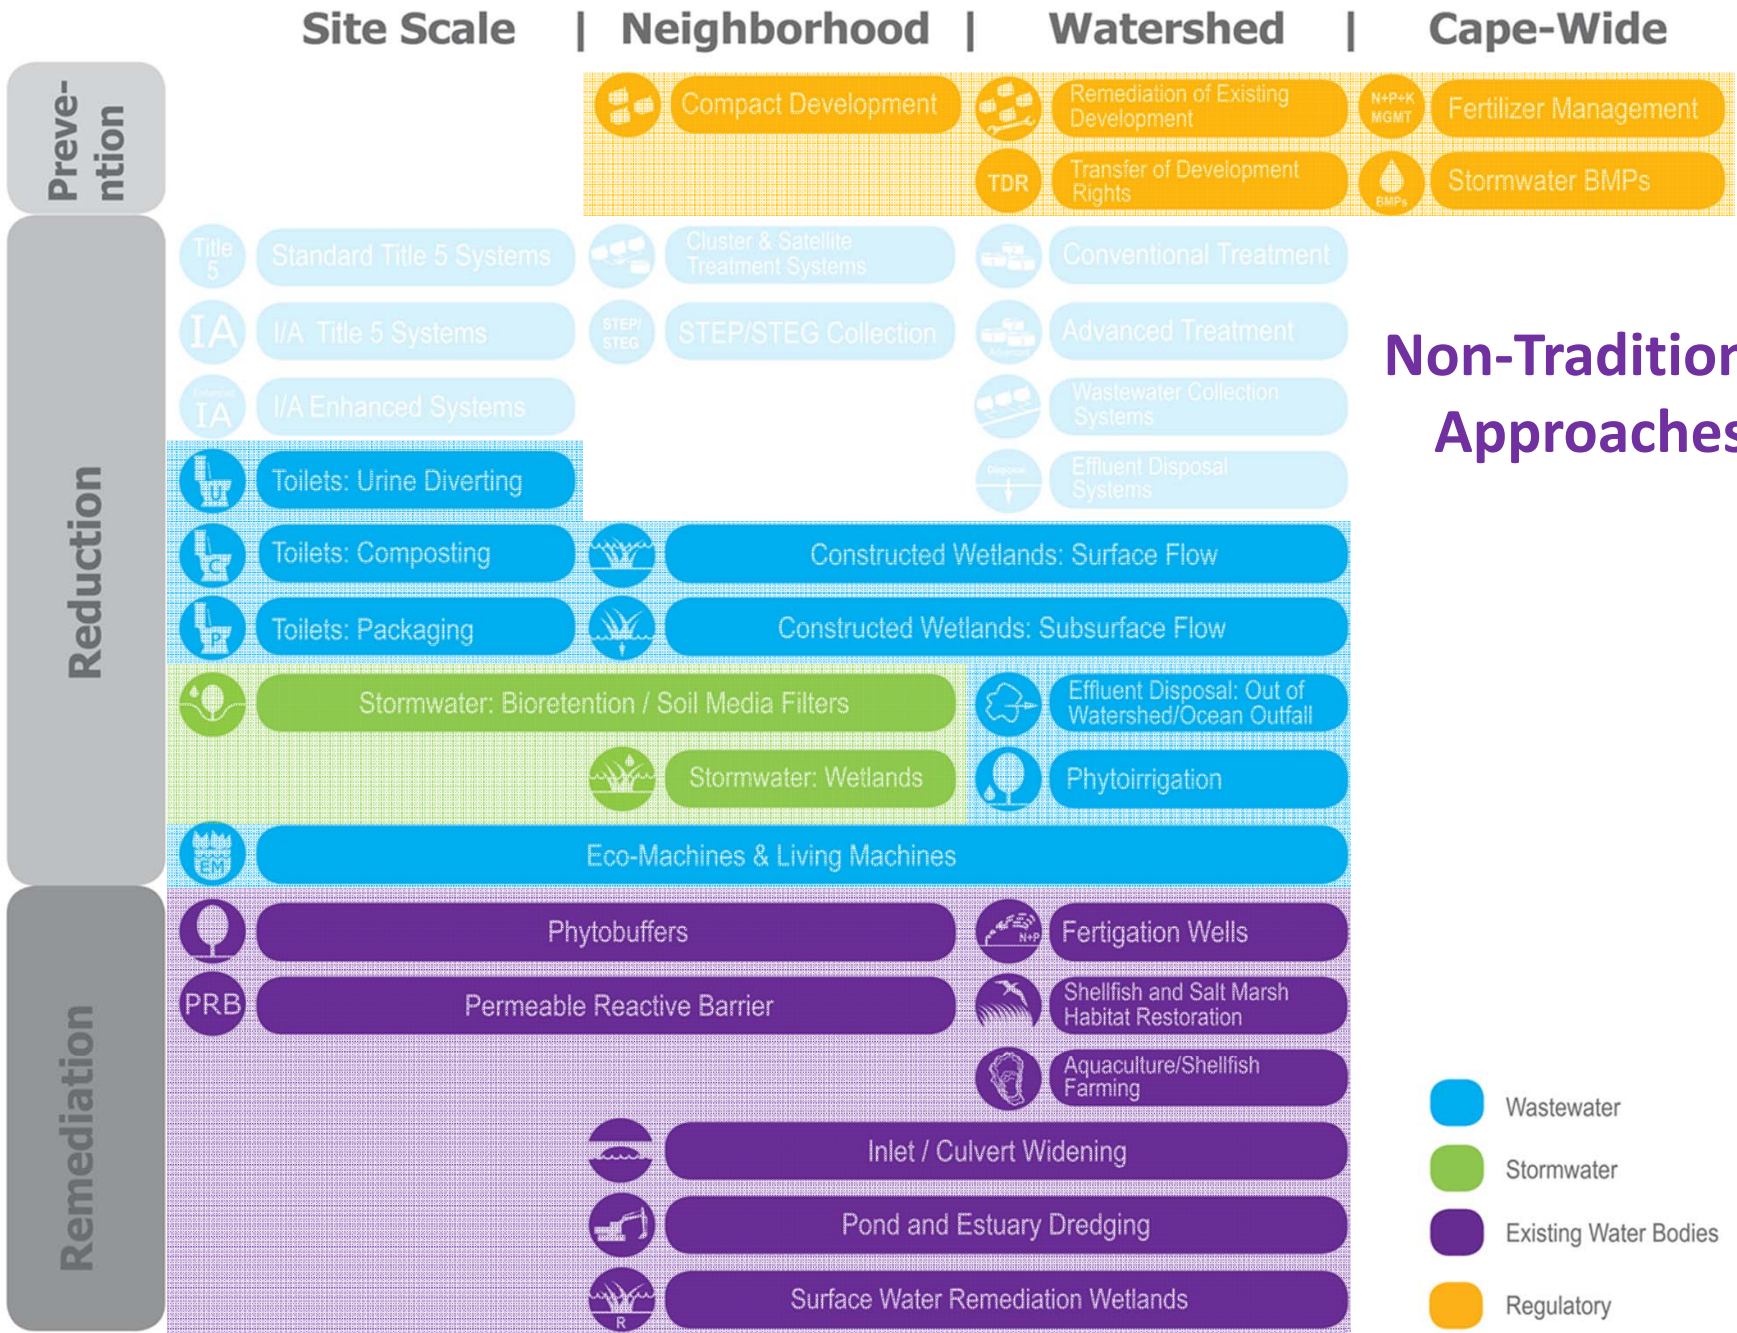 Site Scale | Neighborhood | Watershed | Cape-Wide
Preve-
ntion
Compact Development
Remediation of Existing
Development
N+P+K
MGMT
Fertilizer Management
TDR
Transfer of Development
Rights
BMPs
Stormwater BMPs
Reduction
Title
5
Standard Title 5 Systems
Cluster & Satellite
Treatment Systems
Conventional Treatment
IA
I/A Title 5 Systems
STEP/
STEG
STEP/STEG Collection
Advanced
Advanced Treatment
Non-Tradition
Approaches
Enhanced
IA
I/A Enhanced Systems
Wastewater Collection
Systems
U
Toilets: Urine Diverting
Disposal
Effluent Disposal
Systems
C
Toilets: Composting
Constructed Wetlands: Surface Flow
P
Toilets: Packaging
Constructed Wetlands: Subsurface Flow
Stormwater: Bioretention / Soil Media Filters
Effluent Disposal: Out of
Watershed/Ocean Outfall
Stormwater: Wetlands
Phytoirrigation
EM
Eco-Machines & Living Machines
Remediation
Phytobuffers
N+P
Fertigation Wells
PRB
Permeable Reactive Barrier
Shellfish and Salt Marsh
Habitat Restoration
Aquaculture/Shellfish
Farming
Inlet / Culvert Widening
Pond and Estuary Dredging
R
Surface Water Remediation Wetlands
Wastewater
Stormwater
Existing Water Bodies
Regulatory